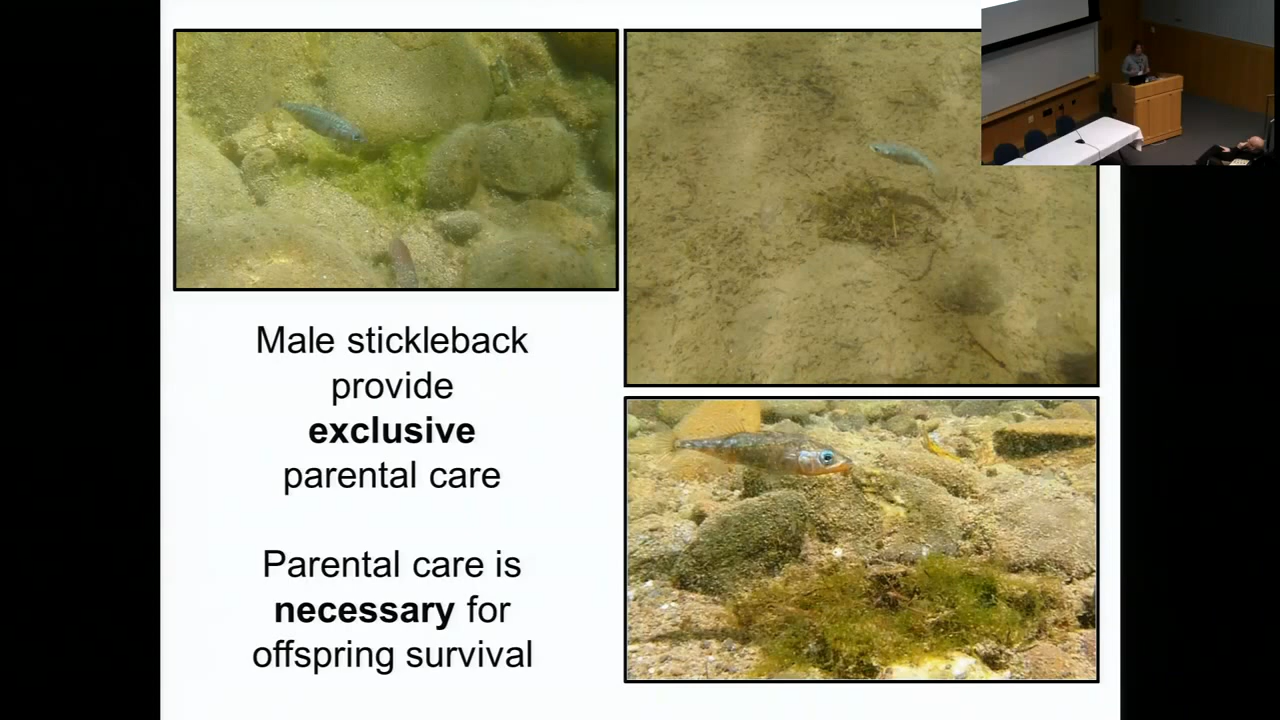 Male stickleback
provide
exclusive
parental care
Parental care is
necessary for
offspring survival